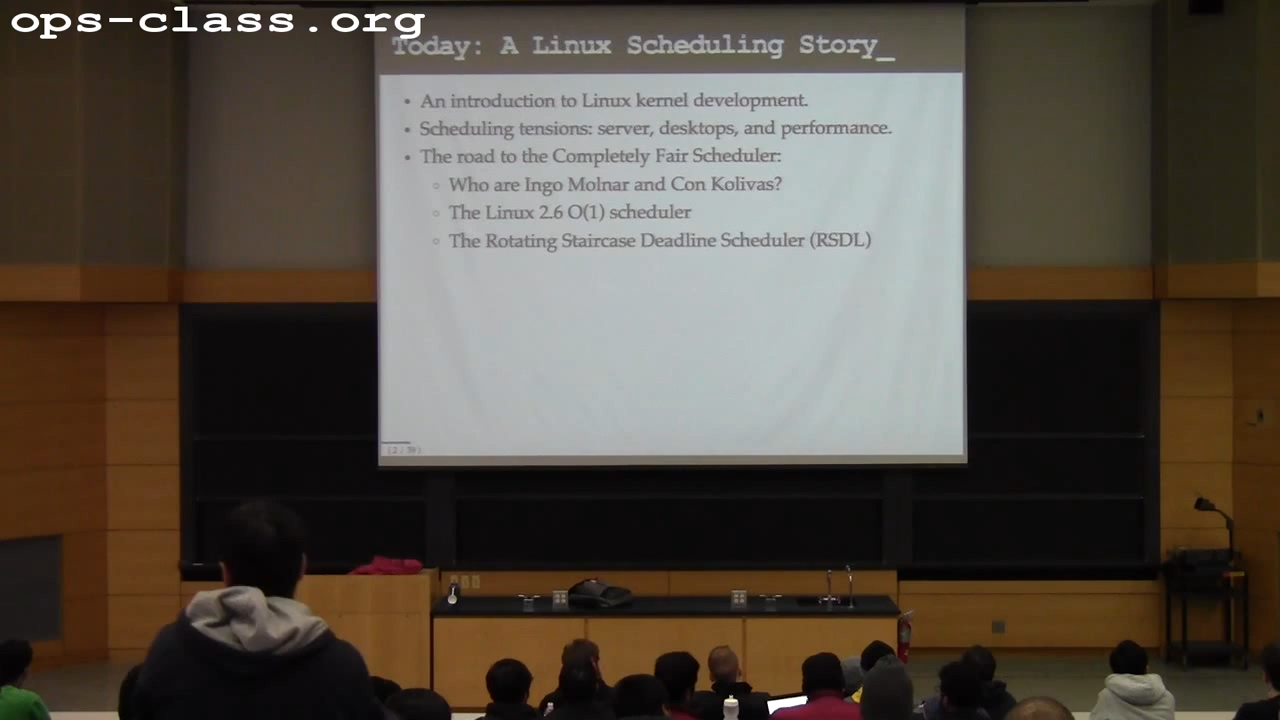 ops-class.org
Today: A Linux Scheduling Story_
• An introduction to Linux kernel development.
• Scheduling tensions: server, desktops, and performance.
• The road to the Completely Fair Scheduler:
◦ Who are Ingo Molnar and Con Kolivas?
◦ The Linux 2.6 O(1) scheduler
◦ The Rotating Staircase Deadline Scheduler (RSDL)